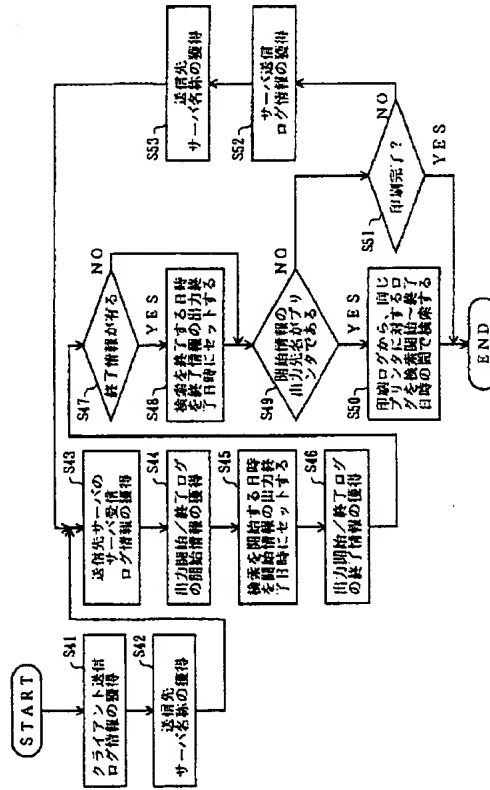 START
S41
クライアント送信
ログ情報の獲得
S42
送信先
サーバ名称の獲得
S43
送信先サーバの
サーバ受信
ログ情報の獲得
S44
出力開始/終了ログ
の開始情報の獲得
S45
検索を開始する日時
を開始情報の出力終
了日時にセットする
S46
出力開始/終了ログ
の終了情報の獲得
S47
終了情報が有る
NO
YES
S48
検索を終了する日時
を終了情報の出力終
了日時にセットする
S49
開始情報の
出力先名がプリ
ンタである
NO
YES
S50
印刷ログから、同じ
プリンタに対するロ
グを検索開始~終了
日時の間で検索する
S51
印刷完了?
NO
YES
S52
サーバ送信
ログ情報の獲得
S53
送信先
サーバ名称の獲得
END